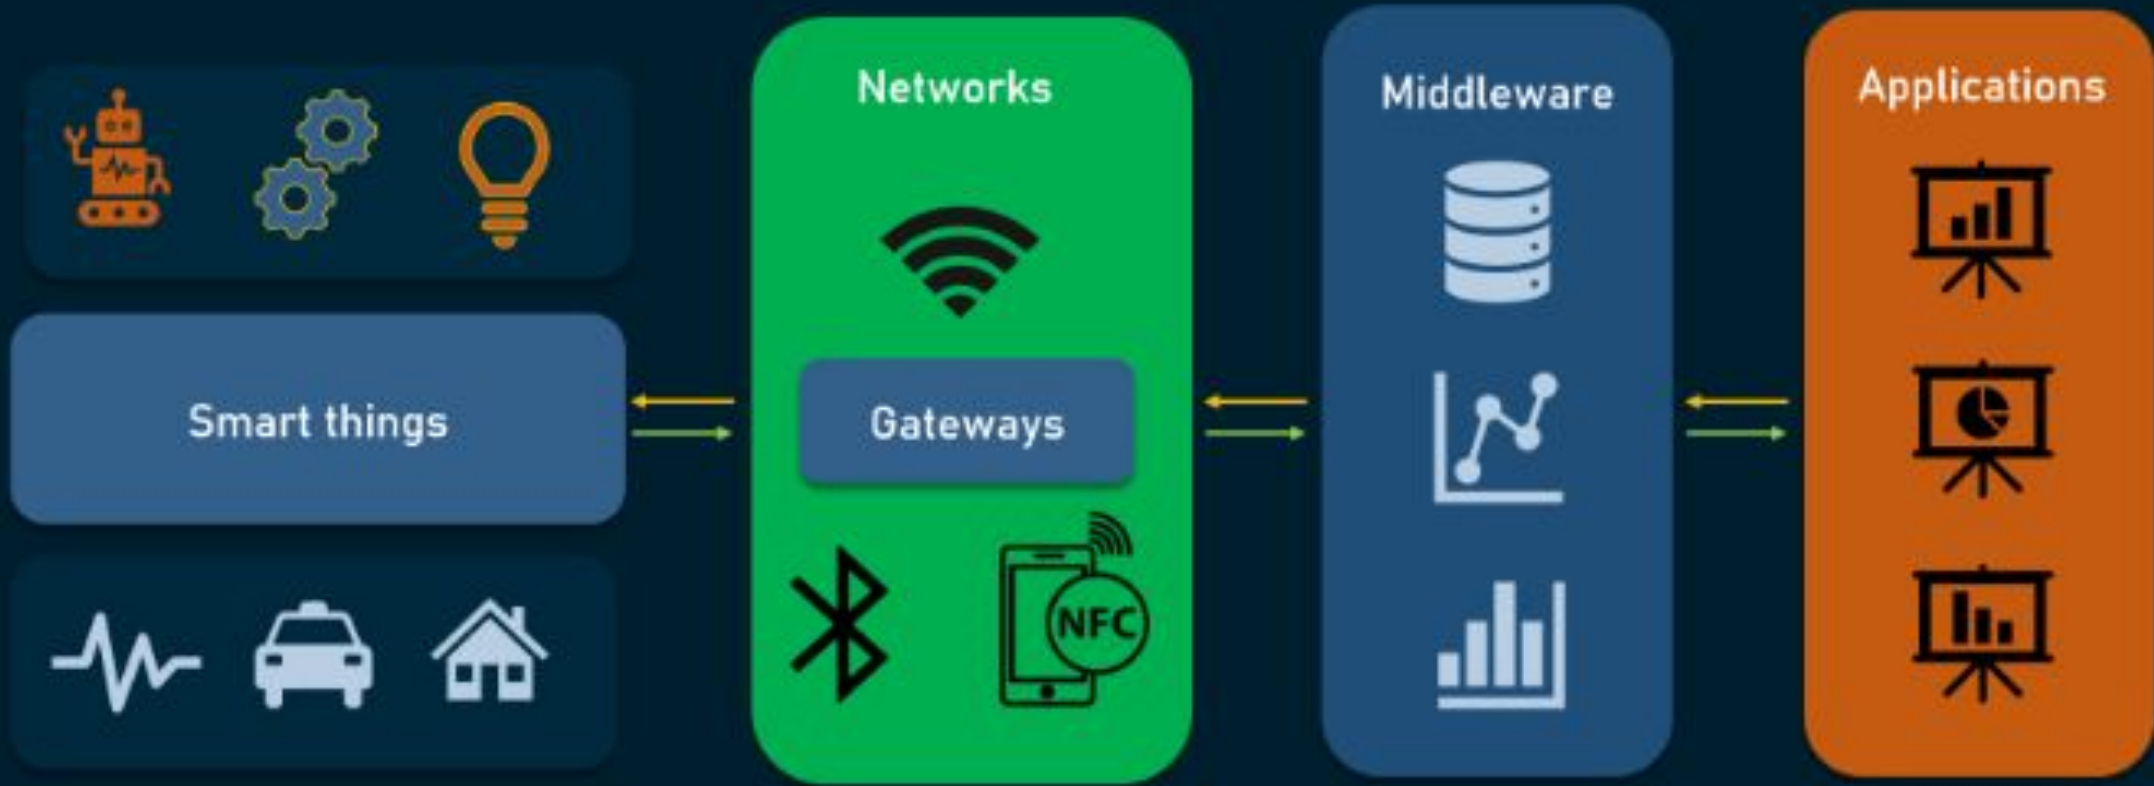 Smart things
Networks
Gateways
NFC
Middleware
Applications